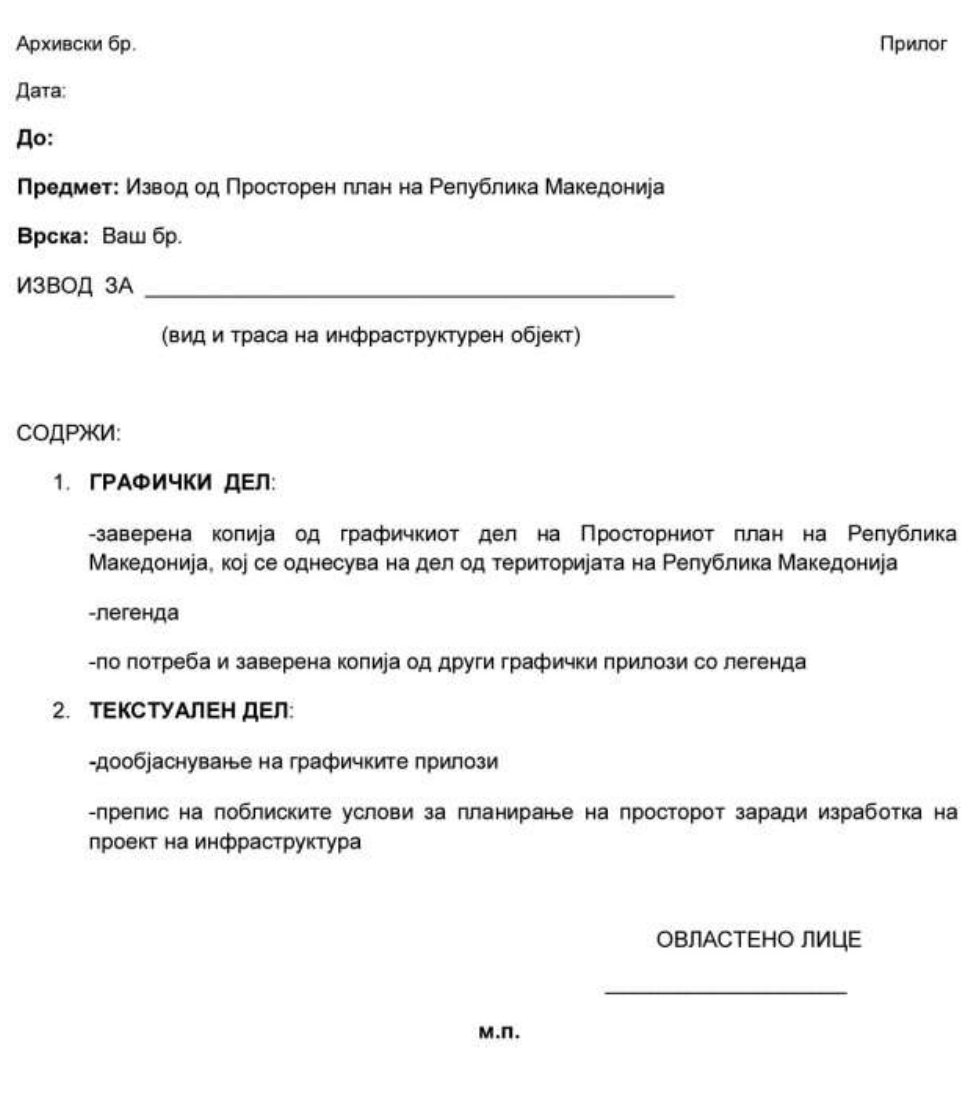 Архивски бр. Прилог
Дата:
До:
Предмет: Извод од Просторен план на Република Македонија
Врска: Ваш бр.
ИЗВОД ЗА ____________________
(вид и траса на инфраструктурен објект)
СОДРЖИ:
1. ГРАФИЧКИ ДЕЛ:
-заверена копија од графичкиот дел на Просторниот план на Република
Македонија, кој се однесува на дел од територијата на Република Македонија
-легенда
-по потреба и заверена копија од други графички прилози со легенда
2. ТЕКСТУАЛЕН ДЕЛ:
-дообјаснување на графичките прилози
-препис на поблиските услови за планирање на просторот заради изработка на
проект на инфраструктура
ОВЛАСТЕНО ЛИЦЕ
____________________
м.п.